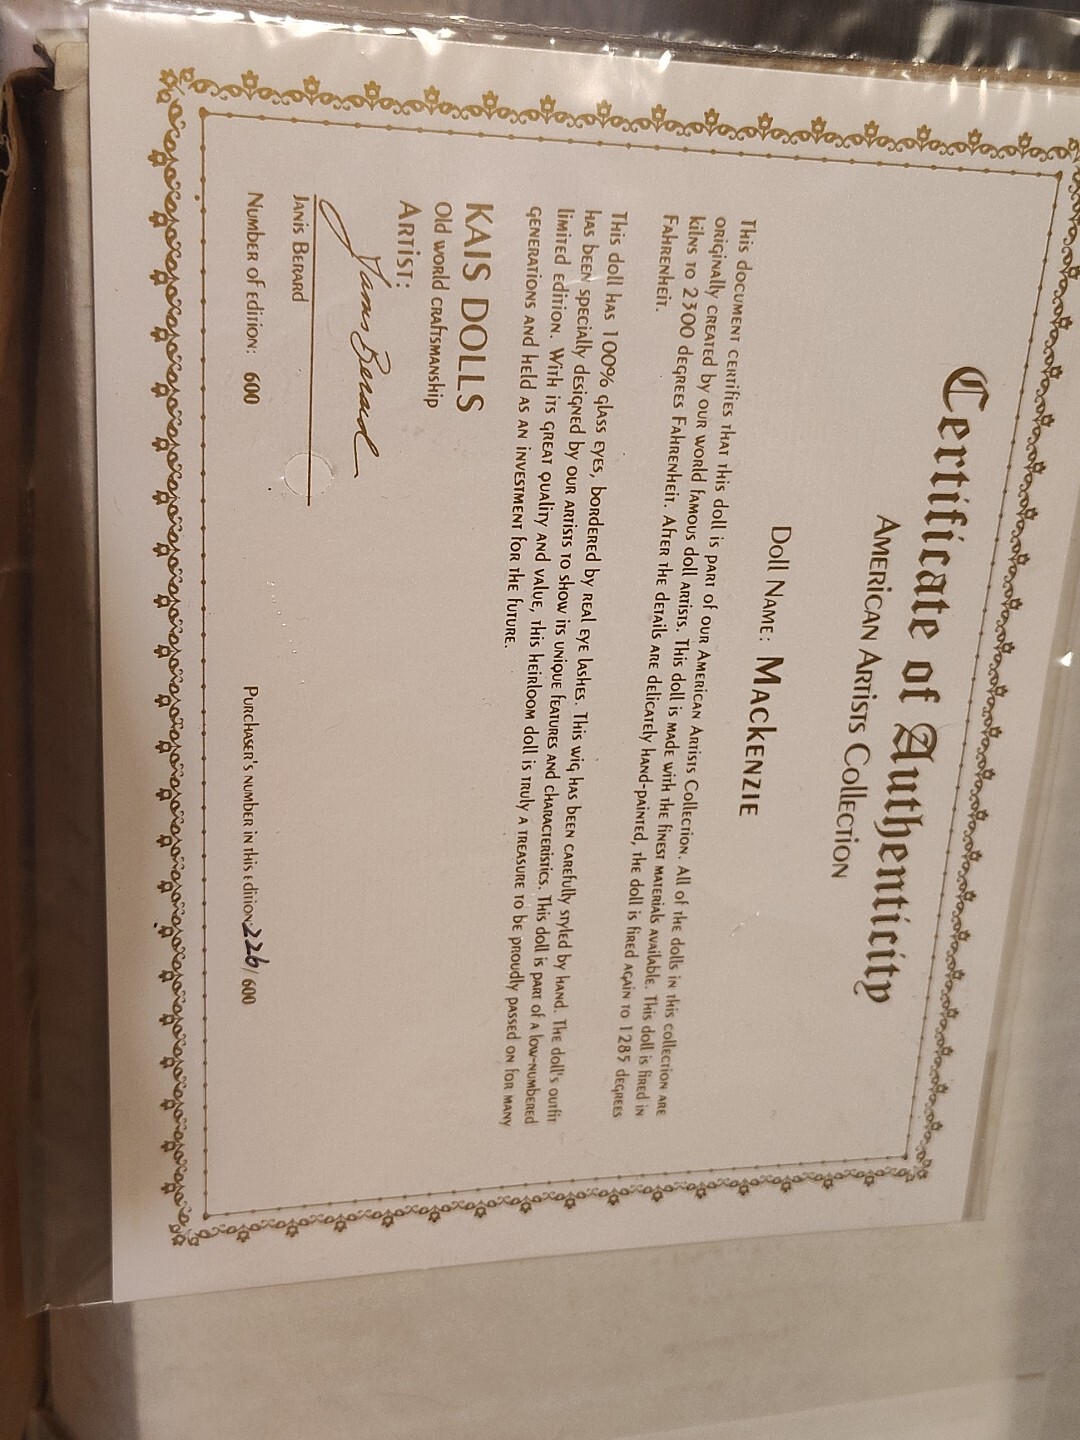 Certificate of Authenticity
American Artists Collection
Doll Name: Mackenzie
This document certifies that this doll is part of our American Artists Collection. All of the dolls in this collection are
originally created by our world famous doll artists. This doll is made with the finest materials available. This doll is fired in
kilns to 2300 degrees Fahrenheit. After the details are delicately hand-painted, the doll is fired again to 1285 degrees
Fahrenheit.
This doll has 100% glass eyes, bordered by real eye lashes. This wig has been carefully styled by hand. The doll's outfit
has been specially designed by our artists to show its unique features and characteristics. This doll is part of a low-numbered
limited edition. With its great quality and value, this heirloom doll is truly a treasure to be proudly passed on for many
generations and held as an investment for the future.
KAIS DOLLS
Old world craftsmanship
Artist:
Janis Berard
Janis Berard
Number of edition: 600 Purchaser's number in this edition 226/600